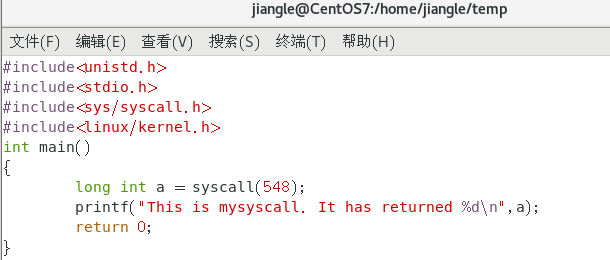 jiangle@CentOS7:/home/jiangle/temp
文件(F) 编辑(E) 查看(V) 搜索(S) 终端(T) 帮助(H)
#include<unistd.h>
#include<stdio.h>
#include<sys/syscall.h>
#include<linux/kernel.h>
int main()
{
        long int a = syscall(548);
        printf("This is mysyscall. It has returned %d\n",a);
        return 0;
}